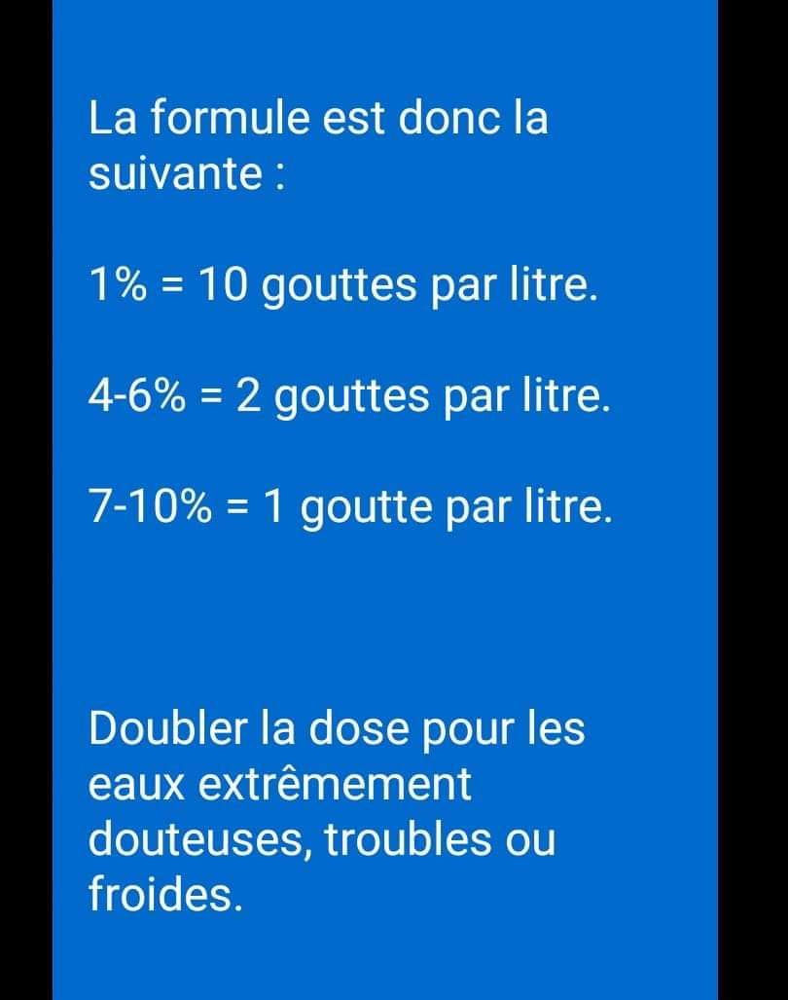 La formule est donc la
suivante :
1% = 10 gouttes par litre.
4-6% = 2 gouttes par litre.
7-10% = 1 goutte par litre.
Doubler la dose pour les
eaux extrêmement
douteuses, troubles ou
froides.